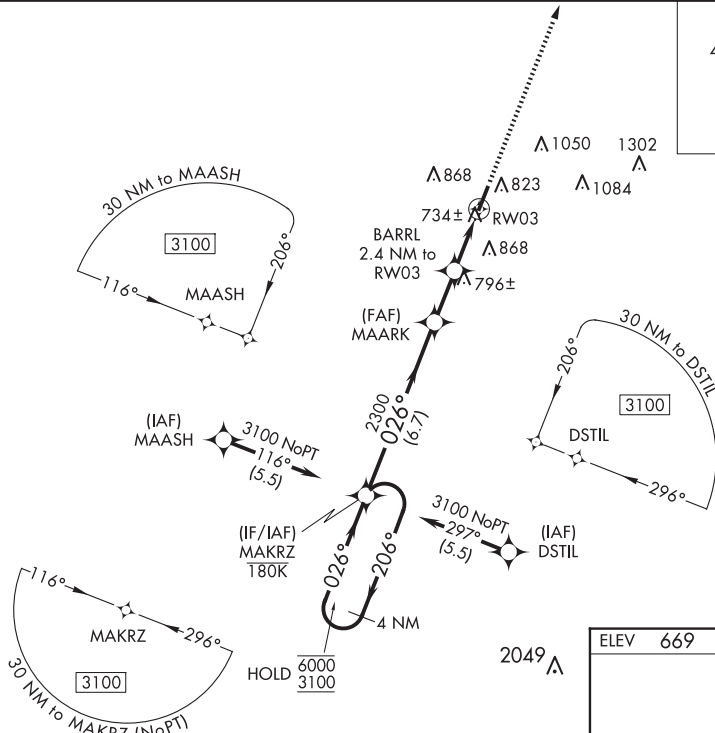 4
1050
1302
868
823
1084
734±
RW03
30 NM to MAASH
3100
206°
116°
MAASH
BARRL
2.4 NM to
RW03
868
796±
(FAF)
MAARK
30 NM to DSTIL
206°
3100
DSTIL
296°
2300
026°
(6.7)
(IAF)
MAASH
3100 NoPT
116°
(5.5)
3100 NoPT
297°
(5.5)
(IAF)
DSTIL
(IF/IAF)
MAKRZ
180K
026°
206°
4 NM
HOLD
6000
3100
116°
MAKRZ
296°
3100
30 NM to MAKRZ (NoPT)
2049
ELEV 669